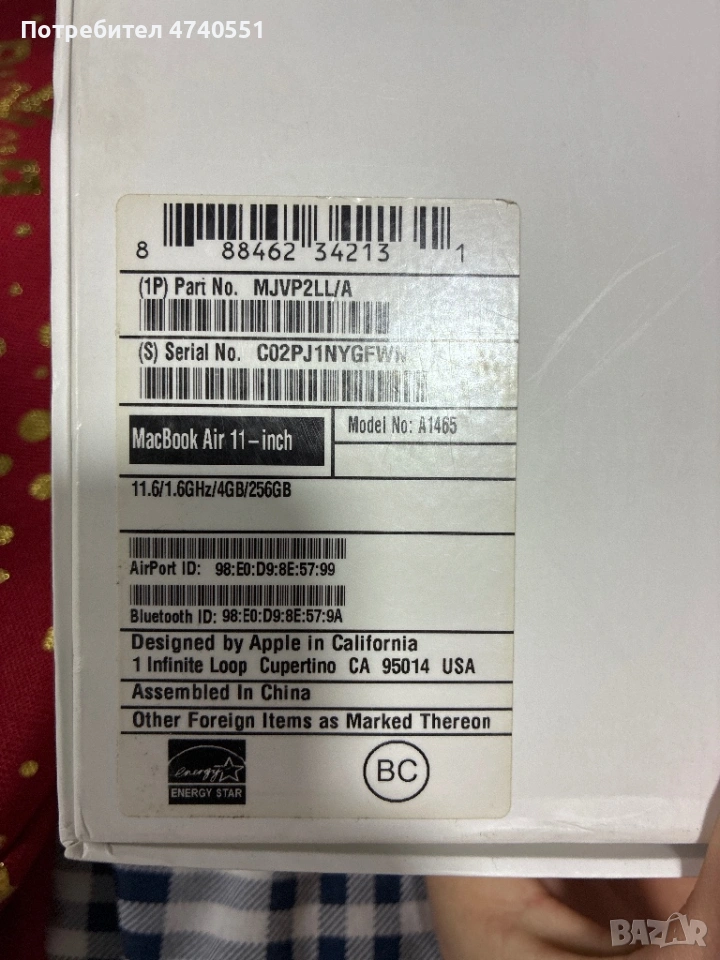 Потребител 4740551
8 88462 34213 1
(1P) Part No. MJVP2LL/A
(S) Serial No. C02PJ1NYGFWN
MacBook Air 11-inch
Model No: A1465
11.6/1.6GHz/4GB/256GB
AirPort ID: 98:E0:D9:8E:57:99
Bluetooth ID: 98:E0:D9:8E:57:9A
Designed by Apple in California
1 Infinite Loop Cupertino CA 95014 USA
Assembled In China
Other Foreign Items as Marked Thereon
energy
ENERGY STAR
BC
BAZAR